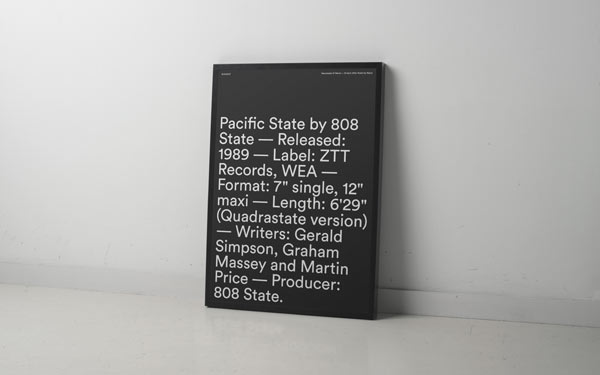 Pacific State by 808
State — Released:
1989 — Label: ZTT
Records, WEA —
Format: 7" single, 12"
maxi — Length: 6'29"
(Quadrastate version)
— Writers: Gerald
Simpson, Graham
Massey and Martin
Price — Producer:
808 State.